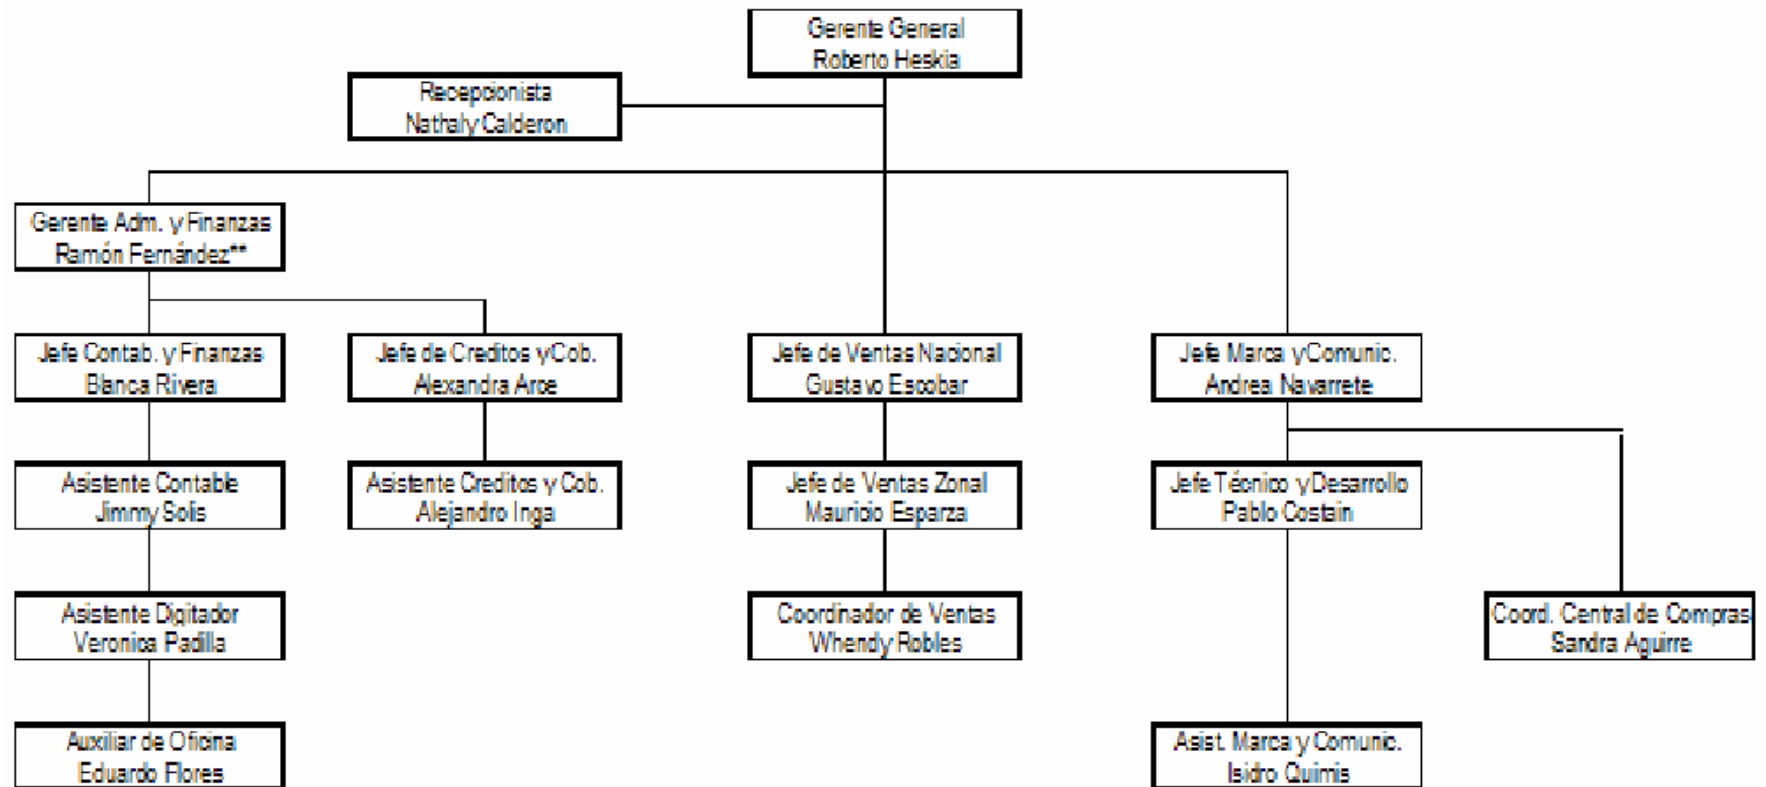 Gerente General
Roberto Heskia
Recepcionista
Nathaly Calderon
Gerente Adm. y Finanzas
Ramón Fernández**
Jefe Contab. y Finanzas
Blanca Rivera
Jefe de Creditos y Cob.
Alexandra Arce
Jefe de Ventas Nacional
Gustavo Escobar
Jefe Marca y Comunic.
Andrea Navarrete
Asistente Contable
Jimmy Solis
Asistente Creditos y Cob.
Alejandro Inga
Jefe de Ventas Zonal
Mauricio Esparza
Jefe Técnico y Desarrollo
Pablo Costain
Asistente Digitador
Veronica Padilla
Coordinador de Ventas
Whendy Robles
Coord. Central de Compras
Sandra Aguirre
Auxiliar de Oficina
Eduardo Flores
Asist. Marca y Comunic.
Isidro Quimis